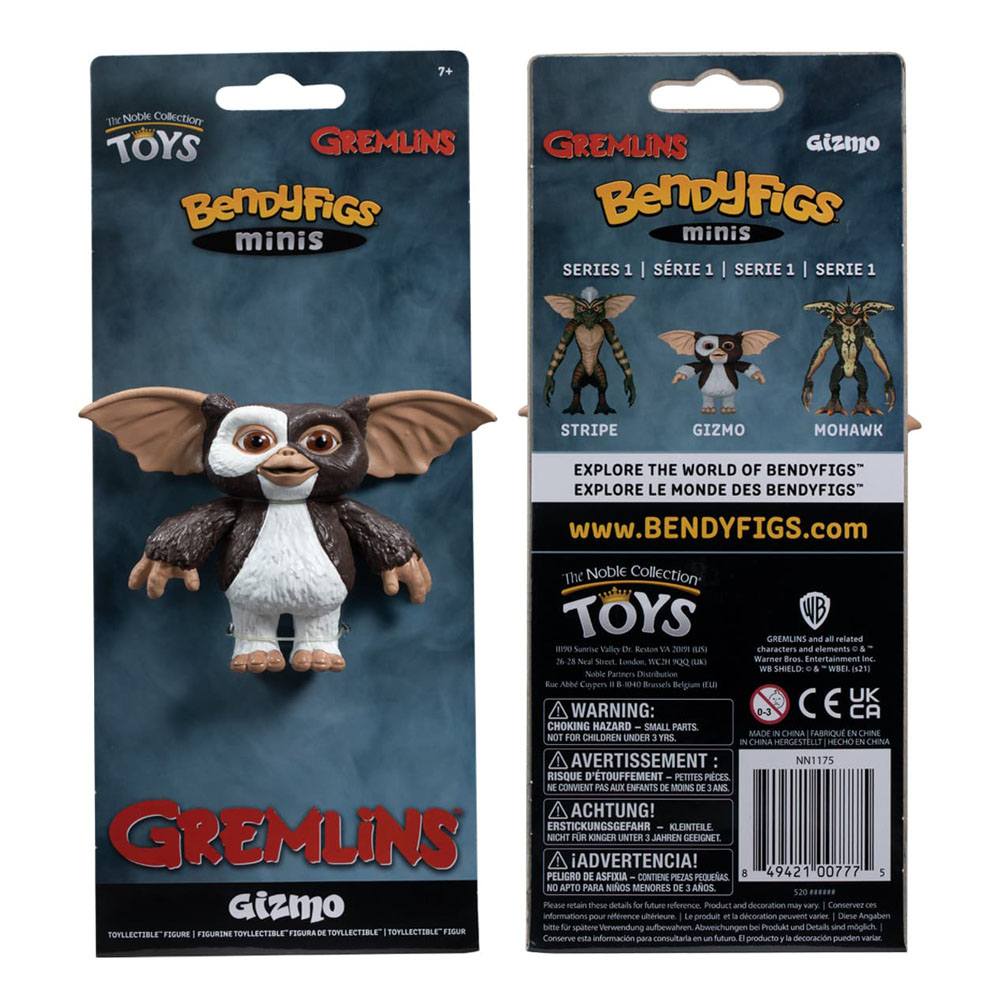 7+
The Noble Collection
TOYS
GREMLINS
BENDYFIGS
minis
GREMLINS
Gizmo
TOYLLECTIBLE™ FIGURE | FIGURINE TOYLLECTIBLE™ FIGURA DE TOYLLECTIBLE™ | TOYLLECTIBLE™ FIGUR
GREMLINS
Gizmo
BENDYFIGS
minis
SERIES 1 | SÉRIE 1 | SERIE 1 | SERIE 1
STRIPE
GIZMO
MOHAWK
EXPLORE THE WORLD OF BENDYFIGS™
EXPLORE LE MONDE DES BENDYFIGS™
www.BENDYFIGS.com
The Noble Collection
TOYS
11190 Sunrise Valley Dr. Reston VA 20191 (US)
26-28 Neal Street, London, WC2H 9QQ (UK)
Noble Partners Distribution
Rue Abbé Cuypers 11 B-1040 Brussels Belgium (EU)
WB
GREMLINS and all related
characters and elements © & ™
Warner Bros. Entertainment Inc.
WB SHIELD: © & ™ WBEI. (s21)
0-3
CE
UK
CA
MADE IN CHINA | FABRIQUÉ EN CHINE
IN CHINA HERGESTELLT | HECHO EN CHINA
WARNING:
CHOKING HAZARD – SMALL PARTS.
NOT FOR CHILDREN UNDER 3 YRS.
AVERTISSEMENT :
RISQUE D'ÉTOUFFEMENT – PETITES PIÈCES.
NE CONVIENT PAS AUX ENFANTS DE MOINS DE 3 ANS.
ACHTUNG!
ERSTICKUNGSGEFAHR – KLEINTEILE.
NICHT FÜR KINGER UNTER 3 JAHREN GEEIGNET.
¡ADVERTENCIA!
PELIGRO DE ASFIXIA – CONTIENE PIEZAS PEQUEÑAS.
NO APTO PARA NIÑOS MENORES DE 3 AÑOS.
NN1175
8 49421 00777 5
520 ######
Please retain these details for future reference. Product and decoration may vary. | Conservez ces
informations pour référence ultérieure. | Le produit et la décoration peuvent varier. | Diese Angaben
bitte für spätere Verwendung aufbewahren. Abweichungen bei Produkt und Details sind möglich. |
Conserve esta información para consultarla en un futuro. El producto y la decoración pueden variar.